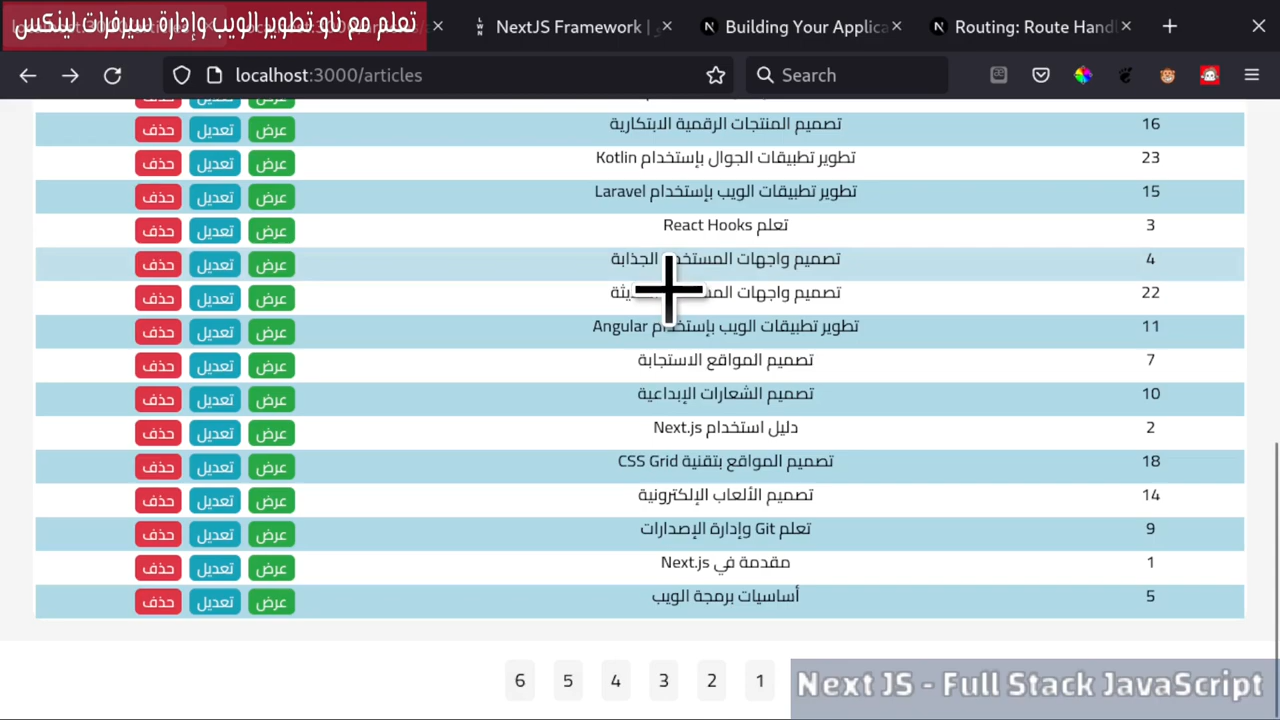 تعلم مع ناو تطوير الويب وإدارة سيرفرات لينكس
NextJS Framework |
Building Your Applica
Routing: Route Handl
localhost:3000/articles
Search
16 تصميم المنتجات الرقمية الابتكارية عرض تعديل حذف
23 تطوير تطبيقات الجوال بإستخدام Kotlin عرض تعديل حذف
15 تطوير تطبيقات الويب بإستخدام Laravel عرض تعديل حذف
3 تعلم React Hooks عرض تعديل حذف
4 تصميم واجهات المستخدم الجذابة عرض تعديل حذف
22 تصميم واجهات عرض تعديل حذف
11 تطوير تطبيقات الويب بإستخدام Angular عرض تعديل حذف
7 تصميم المواقع الاستجابة عرض تعديل حذف
10 تصميم الشعارات الإبداعية عرض تعديل حذف
2 دليل استخدام Next.js عرض تعديل حذف
18 تصميم المواقع بتقنية CSS Grid عرض تعديل حذف
14 تصميم الألعاب الإلكترونية عرض تعديل حذف
9 تعلم Git وإدارة الإصدارات عرض تعديل حذف
1 مقدمة في Next.js عرض تعديل حذف
5 أساسيات برمجة الويب عرض تعديل حذف
1 2 3 4 5 6
Next JS - Full Stack JavaScript